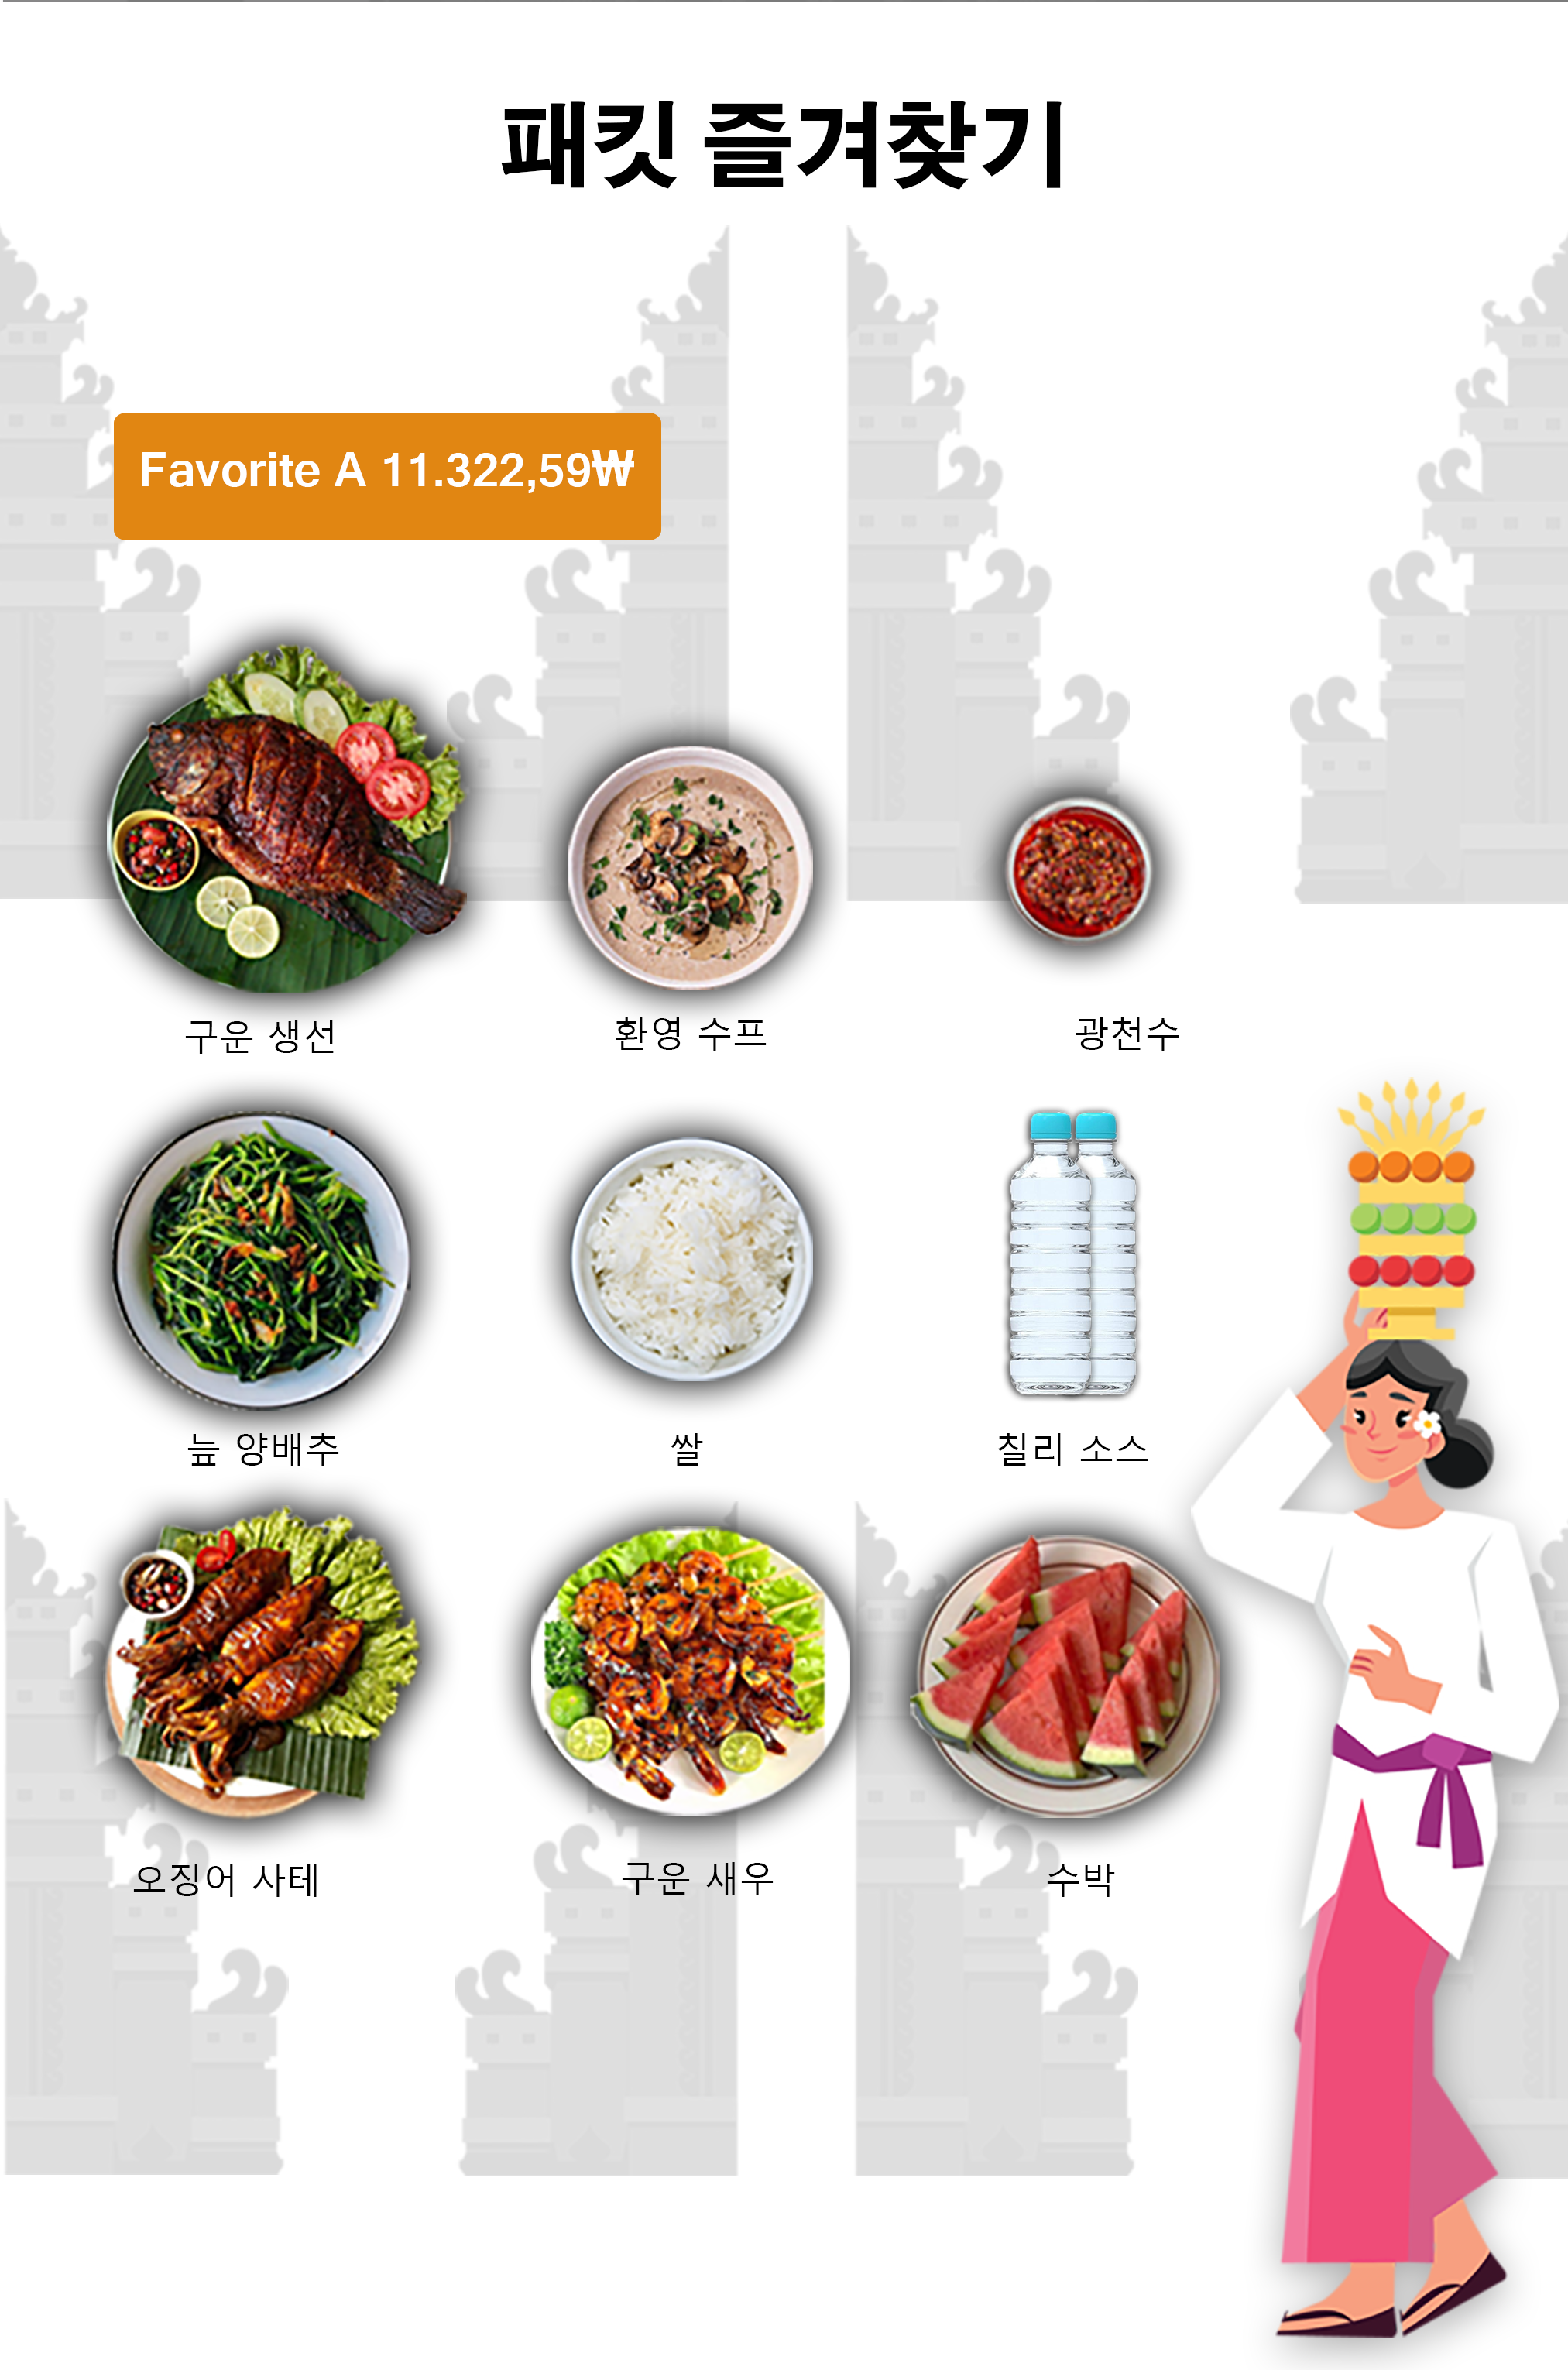 패킷 즐겨찾기
Favorite A 11.322,59₩
구운 생선
환영 수프
광천수
늪 양배추
쌀
칠리 소스
오징어 사테
구운 새우
수박